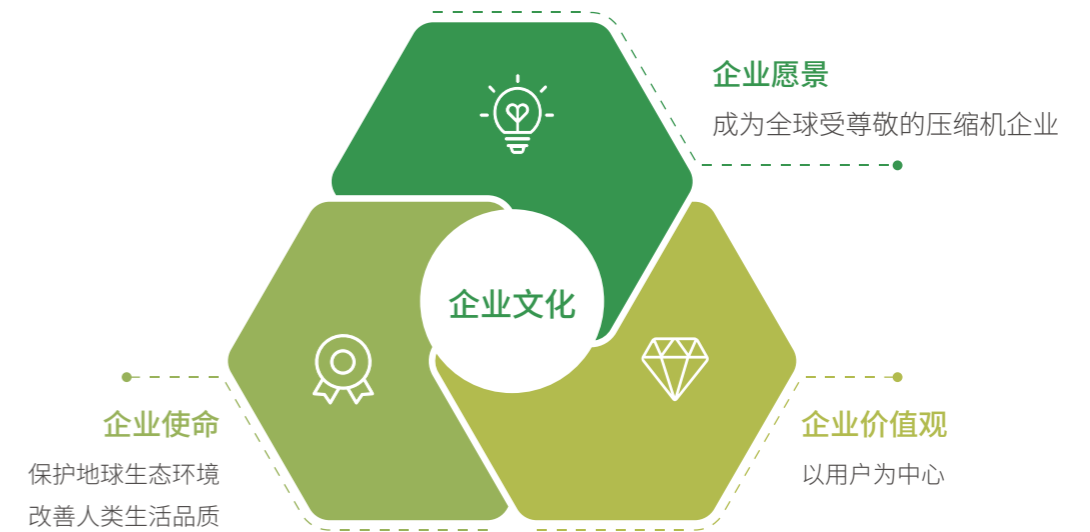 企业愿景
成为全球受尊敬的压缩机企业
企业文化
企业使命
保护地球生态环境
改善人类生活品质
企业价值观
以用户为中心